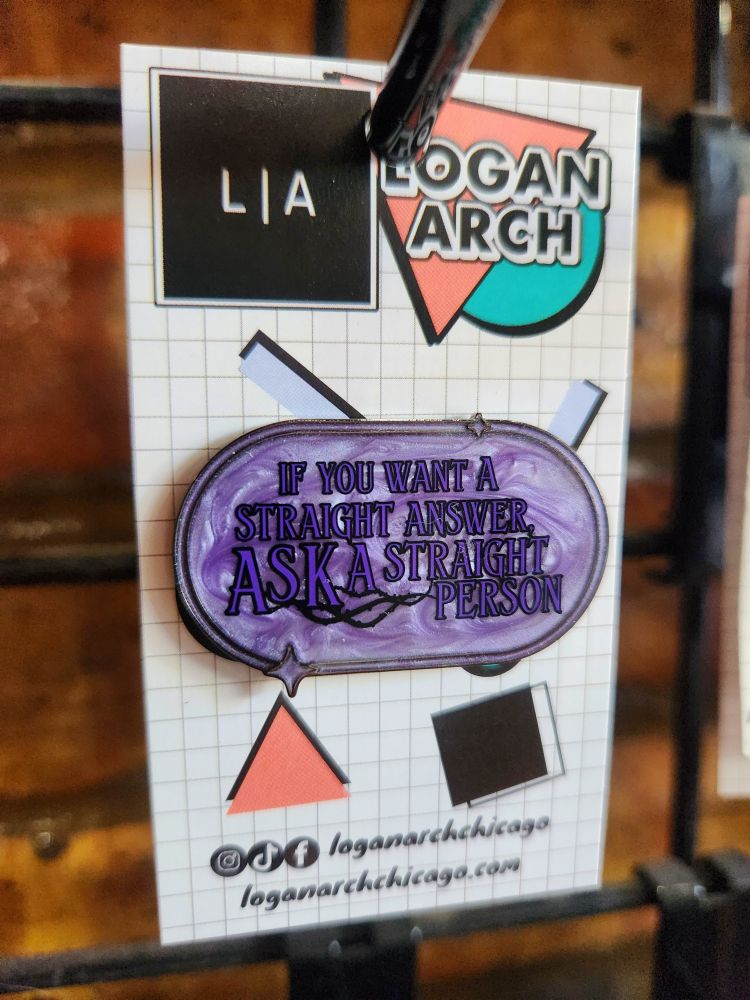 L|A
LOGAN
ARCH
IF YOU WANT A
STRAIGHT ANSWER,
ASK A STRAIGHT
PERSON
loganarchchicago
loganarchchicago.com